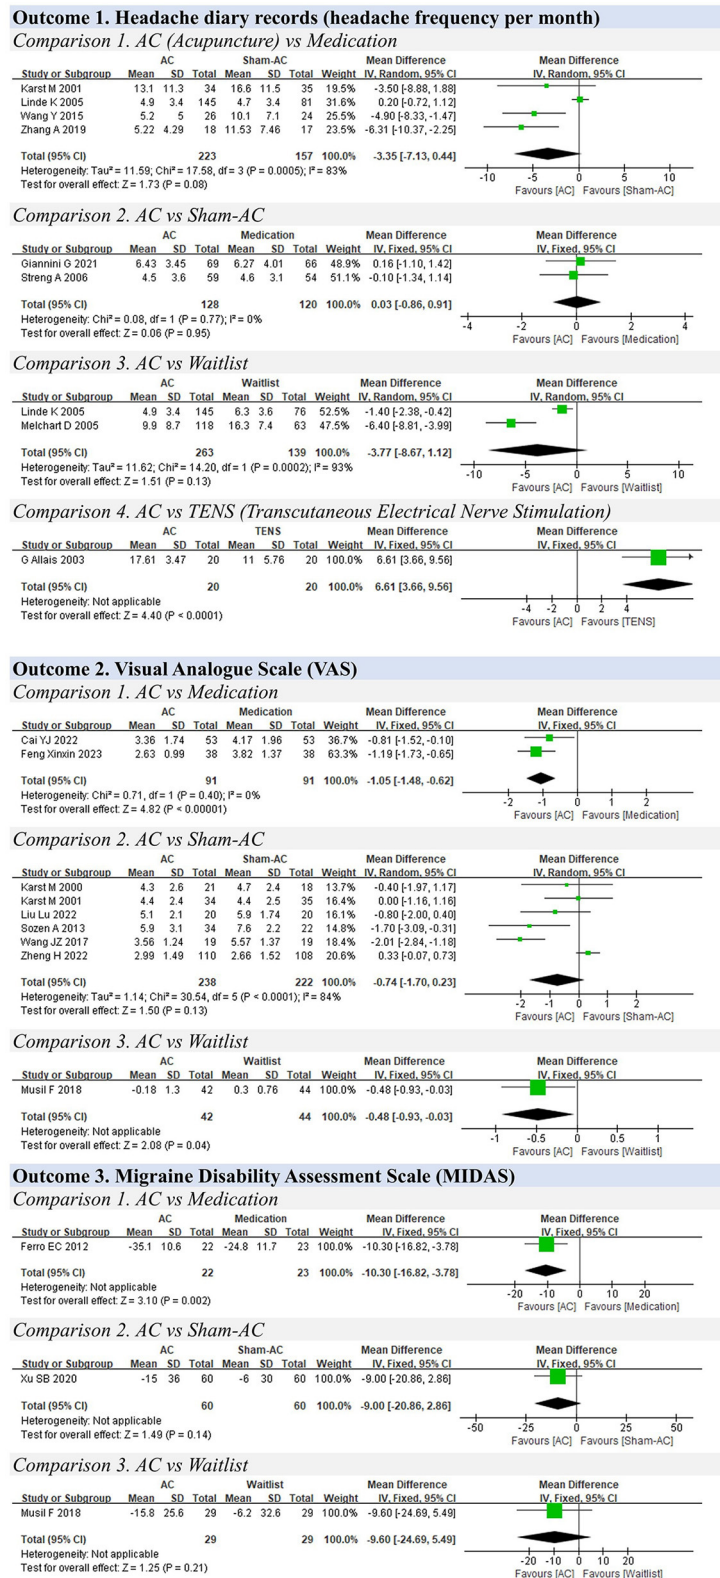 Outcome 1. Headache diary records (headache frequency per month)
Comparison 1. AC (Acupuncture) vs Medication
AC Sham-AC Mean Difference Mean Difference
Study or Subgroup Mean SD Total Mean SD Total Weight IV, Random, 95% CI IV, Random, 95% CI
Karst M 2001 13.1 11.3 34 16.6 11.5 35 19.5% -3.50 [-8.88, 1.88]
Linde K 2005 4.9 3.4 145 4.7 3.4 81 31.6% 0.20 [-0.72, 1.12]
Wang Y 2015 5.2 5 26 10.1 7.1 24 25.4% -4.90 [-8.33, -1.47]
Zhang A 2019 5.22 4.29 18 11.53 7.46 17 23.5% -6.31 [-10.37, -2.25]
Total (95% CI) 223 157 100.0% -3.35 [-7.13, 0.44]
Heterogeneity: Tau² = 11.59; Chi² = 17.58, df = 3 (P = 0.0005); I² = 83%
Test for overall effect: Z = 1.73 (P = 0.08)
-10 -5 0 5 10
Favours [AC] Favours [Sham-AC]
Comparison 2. AC vs Sham-AC
AC Medication Mean Difference Mean Difference
Study or Subgroup Mean SD Total Mean SD Total Weight IV, Fixed, 95% CI IV, Fixed, 95% CI
Giannini G 2021 6.43 3.45 69 6.27 4.01 66 48.9% 0.16 [-1.10, 1.42]
Streng A 2006 4.5 3.6 59 4.6 3.1 54 51.1% -0.10 [-1.34, 1.14]
Total (95% CI) 128 120 100.0% 0.03 [-0.86, 0.91]
Heterogeneity: Chi² = 0.08, df = 1 (P = 0.77); I² = 0%
Test for overall effect: Z = 0.06 (P = 0.95)
-4 -2 0 2 4
Favours [AC] Favours [Medication]
Comparison 3. AC vs Waitlist
AC Waitlist Mean Difference Mean Difference
Study or Subgroup Mean SD Total Mean SD Total Weight IV, Random, 95% CI IV, Random, 95% CI
Linde K 2005 4.9 3.4 145 6.3 3.6 76 52.5% -1.40 [-2.38, -0.42]
Melchart D 2005 9.9 8.7 118 16.3 7.4 63 47.5% -6.40 [-8.81, -3.99]
Total (95% CI) 263 139 100.0% -3.77 [-8.67, 1.12]
Heterogeneity: Tau² = 11.62; Chi² = 14.20, df = 1 (P = 0.0002); I² = 93%
Test for overall effect: Z = 1.51 (P = 0.13)
-10 -5 0 5 10
Favours [AC] Favours [Waitlist]
Comparison 4. AC vs TENS (Transcutaneous Electrical Nerve Stimulation)
AC TENS Mean Difference Mean Difference
Study or Subgroup Mean SD Total Mean SD Total Weight IV, Fixed, 95% CI IV, Fixed, 95% CI
G Allais 2003 17.61 3.47 20 11 5.76 20 100.0% 6.61 [3.66, 9.56]
Total (95% CI) 20 20 100.0% 6.61 [3.66, 9.56]
Heterogeneity: Not applicable
Test for overall effect: Z = 4.40 (P < 0.0001)
-4 -2 0 2 4
Favours [AC] Favours [TENS]
Outcome 2. Visual Analogue Scale (VAS)
Comparison 1. AC vs Medication
AC Medication Mean Difference Mean Difference
Study or Subgroup Mean SD Total Mean SD Total Weight IV, Fixed, 95% CI IV, Fixed, 95% CI
Cai YJ 2022 3.36 1.74 53 4.17 1.96 53 36.7% -0.81 [-1.52, -0.10]
Feng Xinxin 2023 2.63 0.99 38 3.82 1.37 38 63.3% -1.19 [-1.73, -0.65]
Total (95% CI) 91 91 100.0% -1.05 [-1.48, -0.62]
Heterogeneity: Chi² = 0.71, df = 1 (P = 0.40); I² = 0%
Test for overall effect: Z = 4.82 (P < 0.00001)
-2 -1 0 1 2
Favours [AC] Favours [Medication]
Comparison 2. AC vs Sham-AC
AC Sham-AC Mean Difference Mean Difference
Study or Subgroup Mean SD Total Mean SD Total Weight IV, Random, 95% CI IV, Random, 95% CI
Karst M 2000 4.3 2.6 21 4.7 2.4 18 13.7% -0.40 [-1.97, 1.17]
Karst M 2001 4.4 2.4 34 4.4 2.5 35 16.1% 0.00 [-1.16, 1.16]
Liu Lu 2022 5.1 2.1 20 5.9 1.74 20 16.1% -0.80 [-2.00, 0.40]
Sozen A 2013 5.9 3.1 34 7.6 2.2 22 14.7% -1.70 [-3.09, -0.31]
Wang JZ 2017 3.56 1.24 19 5.57 1.37 19 18.4% -2.01 [-2.84, -1.18]
Zheng H 2022 2.99 1.49 110 2.66 1.52 108 20.6% 0.33 [-0.07, 0.73]
Total (95% CI) 238 222 100.0% -0.74 [-1.70, 0.23]
Heterogeneity: Tau² = 1.14; Chi² = 30.54, df = 5 (P < 0.0001); I² = 84%
Test for overall effect: Z = 1.50 (P = 0.13)
-2 -1 0 1 2
Favours [AC] Favours [Sham-AC]
Comparison 3. AC vs Waitlist
AC Waitlist Mean Difference Mean Difference
Study or Subgroup Mean SD Total Mean SD Total Weight IV, Fixed, 95% CI IV, Fixed, 95% CI
Musil F 2018 -0.18 1.3 42 0.3 0.76 44 100.0% -0.48 [-0.93, -0.03]
Total (95% CI) 42 44 100.0% -0.48 [-0.93, -0.03]
Heterogeneity: Not applicable
Test for overall effect: Z = 2.08 (P = 0.04)
-1 -0.5 0 0.5 1
Favours [AC] Favours [Waitlist]
Outcome 3. Migraine Disability Assessment Scale (MIDAS)
Comparison 1. AC vs Medication
AC Medication Mean Difference Mean Difference
Study or Subgroup Mean SD Total Mean SD Total Weight IV, Fixed, 95% CI IV, Fixed, 95% CI
Ferro EC 2012 -35.1 10.6 22 -24.8 11.7 23 100.0% -10.30 [-16.82, -3.78]
Total (95% CI) 22 23 100.0% -10.30 [-16.82, -3.78]
Heterogeneity: Not applicable
Test for overall effect: Z = 3.10 (P = 0.002)
-20 -10 0 10 20
Favours [AC] Favours [Medication]
Comparison 2. AC vs Sham-AC
AC Sham-AC Mean Difference Mean Difference
Study or Subgroup Mean SD Total Mean SD Total Weight IV, Fixed, 95% CI IV, Fixed, 95% CI
Xu SB 2020 -15 36 60 -6 30 60 100.0% -9.00 [-20.86, 2.86]
Total (95% CI) 60 60 100.0% -9.00 [-20.86, 2.86]
Heterogeneity: Not applicable
Test for overall effect: Z = 1.49 (P = 0.14)
-50 -25 0 25 50
Favours [AC] Favours [Sham-AC]
Comparison 3. AC vs Waitlist
AC Waitlist Mean Difference Mean Difference
Study or Subgroup Mean SD Total Mean SD Total Weight IV, Fixed, 95% CI IV, Fixed, 95% CI
Musil F 2018 -15.8 25.6 29 -6.2 32.6 29 100.0% -9.60 [-24.69, 5.49]
Total (95% CI) 29 29 100.0% -9.60 [-24.69, 5.49]
Heterogeneity: Not applicable
Test for overall effect: Z = 1.25 (P = 0.21)
-20 -10 0 10 20
Favours [AC] Favours [Waitlist]